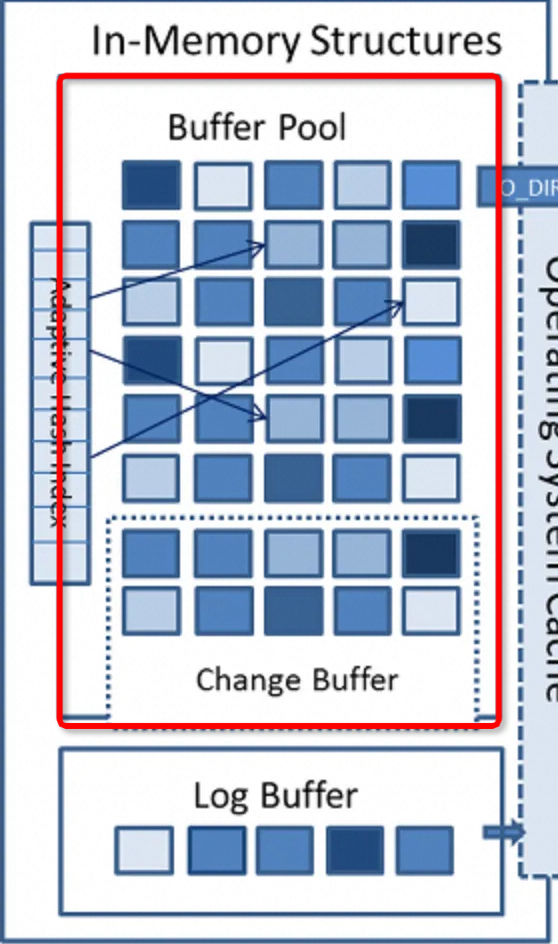 In-Memory Structures
Buffer Pool
O_DIR
Adaptive Hash Index
Operating System Cache
Change Buffer
Log Buffer